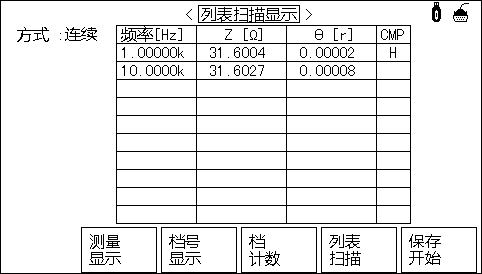 <列表扫描显示>
方式 :连续
频率[Hz] Z [Ω] θ [r] CMP
1.00000k 31.6004 0.00002 H
10.0000k 31.6027 0.00008
测量显示 档号显示 档计数 列表扫描 保存开始